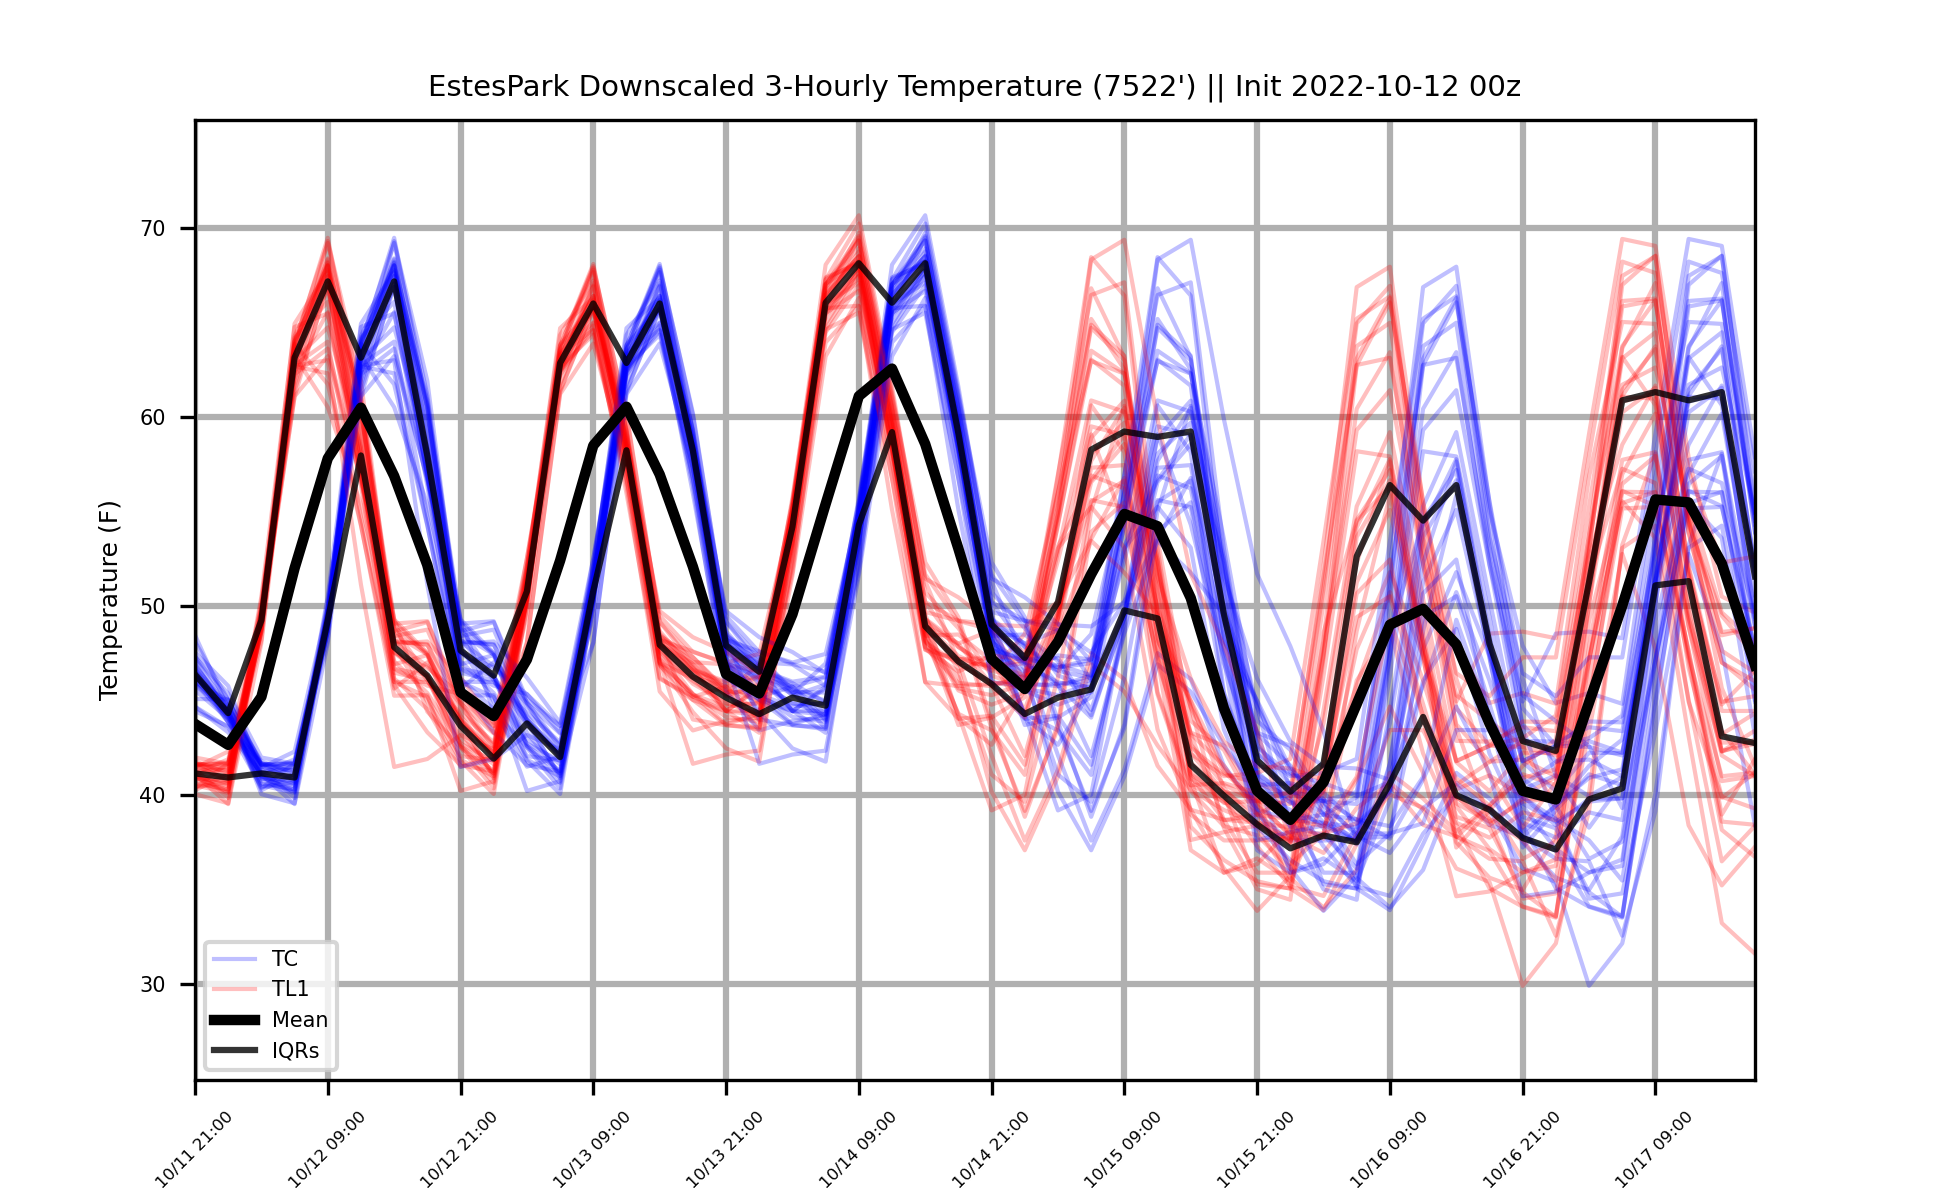 EstesPark Downscaled 3-Hourly Temperature (7522') || Init 2022-10-12 00z
Temperature (F)
70
60
50
40
30
TC
TL1
Mean
IQRs
10/11 21:00
10/12 09:00
10/12 21:00
10/13 09:00
10/13 21:00
10/14 09:00
10/14 21:00
10/15 09:00
10/15 21:00
10/16 09:00
10/16 21:00
10/17 09:00